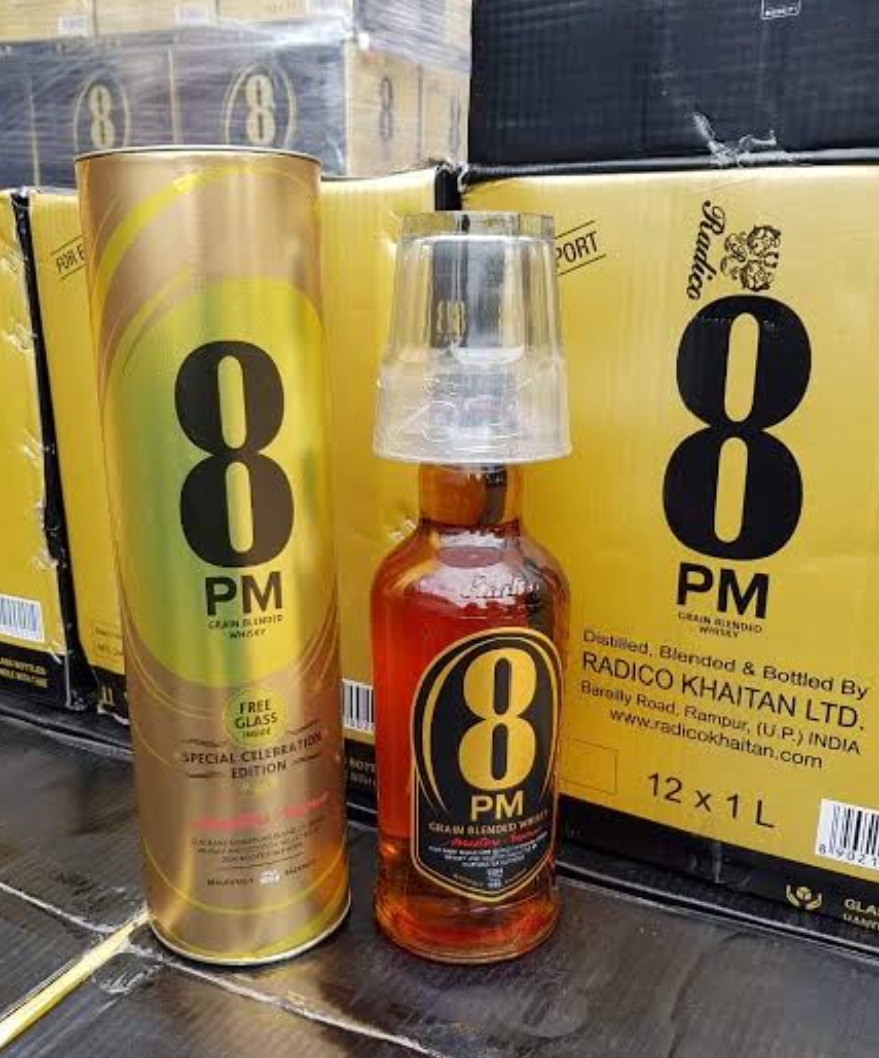 8
8
8
FOR E
8
PM
GRAIN BLENDED
WHISKY
FREE
GLASS
INSIDE
SPECIAL CELEBRATION
EDITION
8
PM
GRAIN BLENDED WHISKY
PORT
Radico
8
PM
GRAIN BLENDED
WHISKY
Distilled, Blended & Bottled By
RADICO KHAITAN LTD.
Bareilly Road, Rampur, (U.P.) INDIA
www.radicokhaitan.com
12 x 1 L
89021
GLA